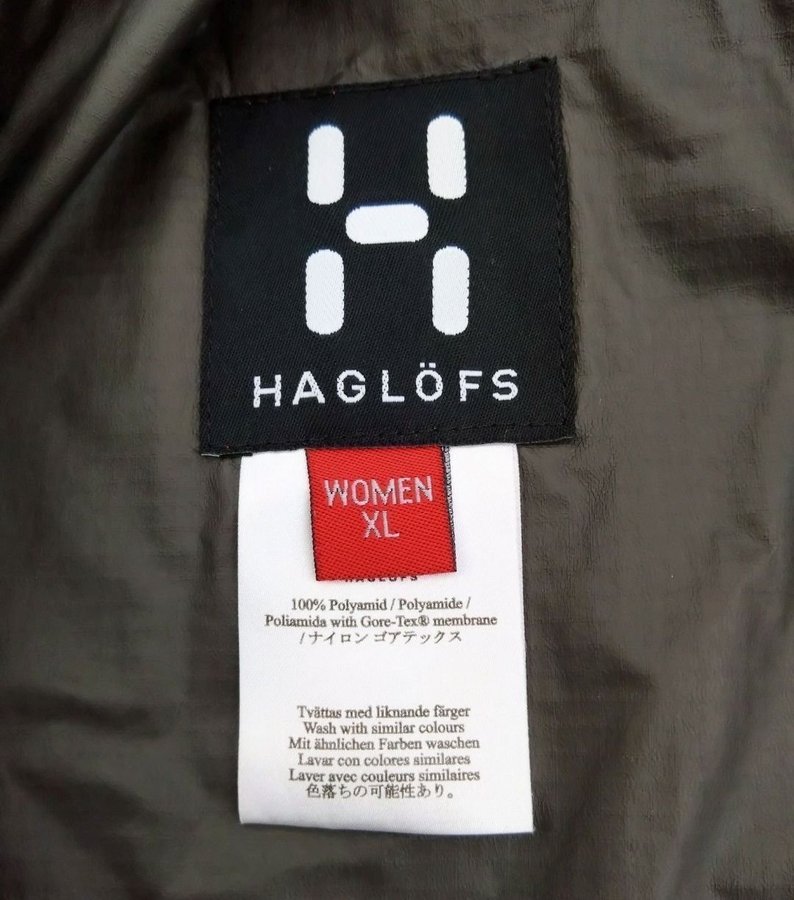 HAGLÖFS
WOMEN
XL
HAGLÖFS
100% Polyamid / Polyamide /
Poliamida with Gore-Tex® membrane
/ ナイロン ゴアテックス
Tvättas med liknande färger
Wash with similar colours
Mit ähnlichen Farben waschen
Lavar con colores similares
Laver avec couleurs similaires
色落ちの可能性あり。